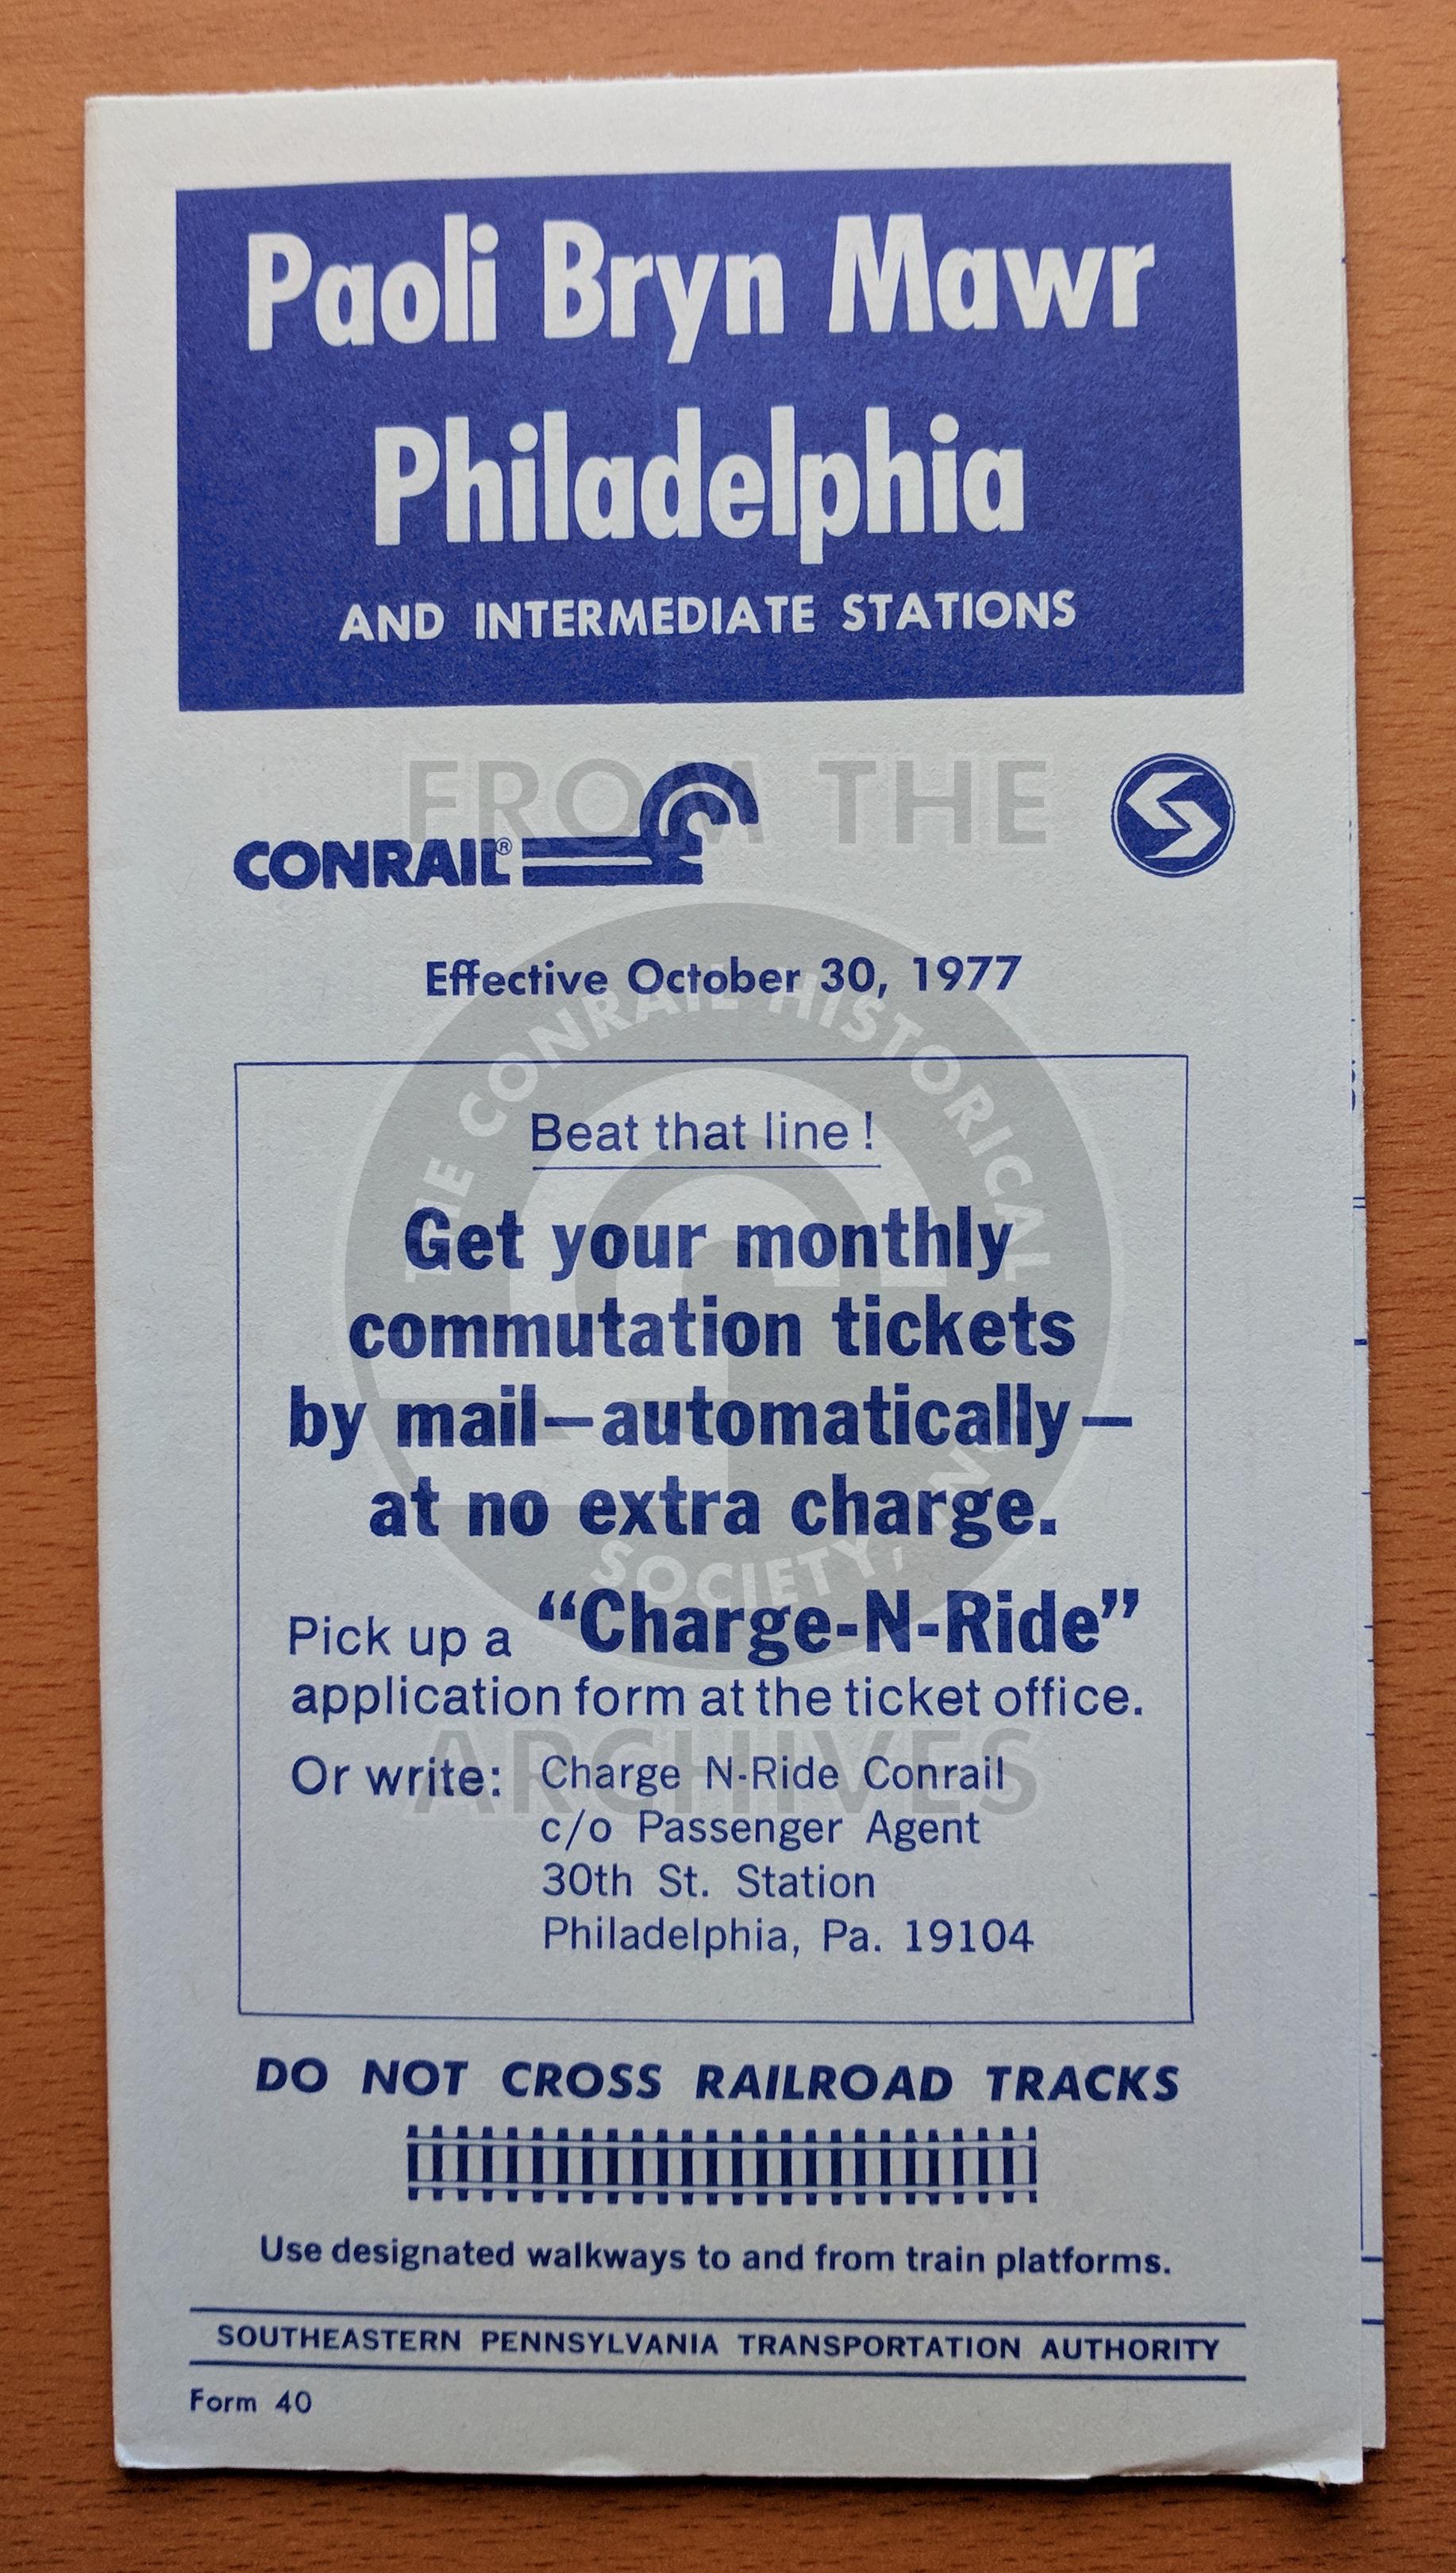 Paoli Bryn Mawr
Philadelphia
AND INTERMEDIATE STATIONS
FROM THE
CONRAIL®
Effective October 30, 1977
THE CONRAIL HISTORICAL
SOCIETY, INC
Beat that line!
Get your monthly
commutation tickets
by mail—automatically—
at no extra charge.
Pick up a "Charge-N-Ride"
application form at the ticket office.
ARCHIVES
Or write: Charge N-Ride Conrail
c/o Passenger Agent
30th St. Station
Philadelphia, Pa. 19104
DO NOT CROSS RAILROAD TRACKS
Use designated walkways to and from train platforms.
SOUTHEASTERN PENNSYLVANIA TRANSPORTATION AUTHORITY
Form 40